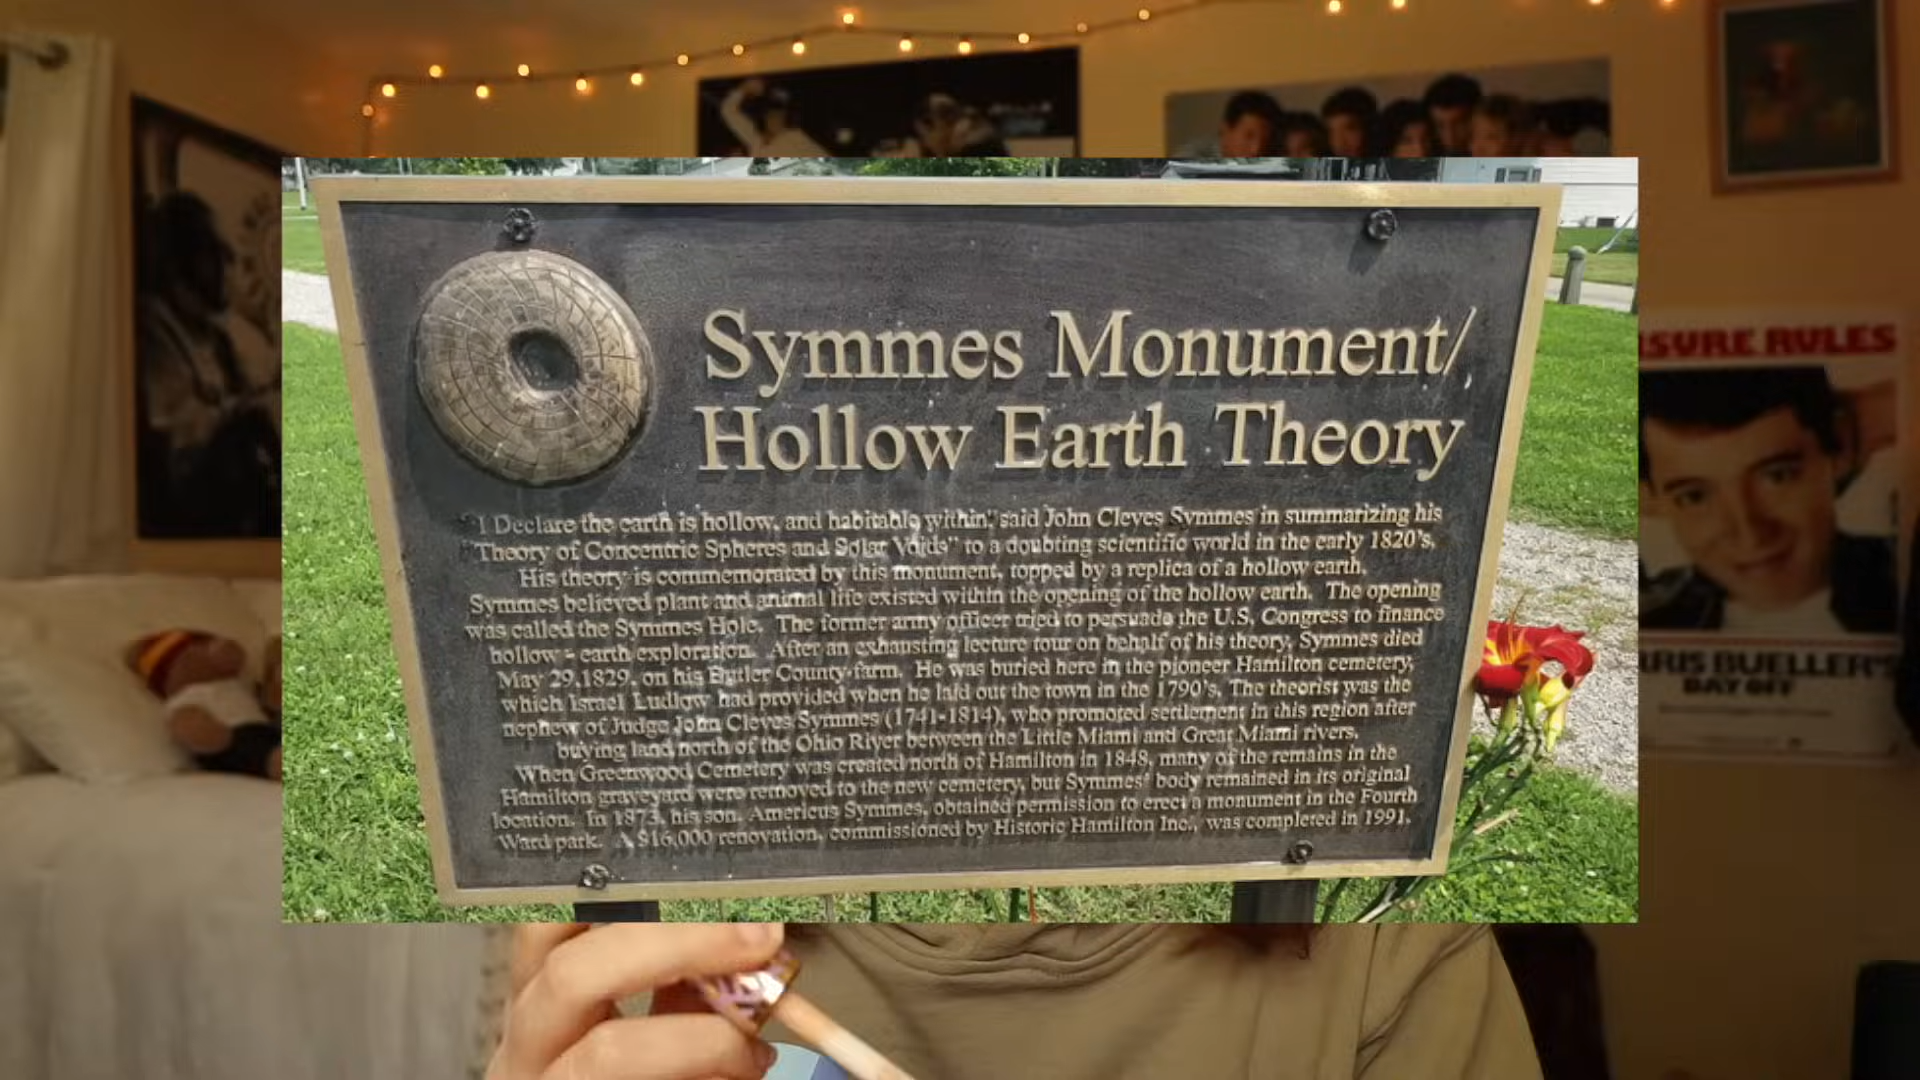 Symmes Monument/
Hollow Earth Theory
"I Declare the earth is hollow, and habitable within," said John Cleves Symmes in summarizing his
"Theory of Concentric Spheres and Solar Voids" to a doubting scientific world in the early 1820's,
His theory is commemorated by this monument, topped by a replica of a hollow earth.
Symmes believed plant and animal life existed within the opening of the hollow earth. The opening
was called the Symmes Hole. The former army officer tried to persuade the U.S. Congress to finance
hollow - earth exploration. After an exhausting lecture tour on behalf of his theory, Symmes died
May 29,1829, on his Butler County farm. He was buried here in the pioneer Hamilton cemetery,
which Israel Ludlow had provided when he laid out the town in the 1790's. The theorist was the
nephew of Judge John Cleves Symmes (1741-1814), who promoted settlement in this region after
buying land north of the Ohio River between the Little Miami and Great Miami rivers.
When Greenwood Cemetery was created north of Hamilton in 1848, many of the remains in the
Hamilton graveyard were removed to the new cemetery, but Symmes' body remained in its original
location. In 1873, his son, Americus Symmes, obtained permission to erect a monument in the Fourth
Ward park. A $16,000 renovation, commissioned by Historic Hamilton Inc., was completed in 1991.
SURE RULES
RIS BUELLER'S
DAY OFF